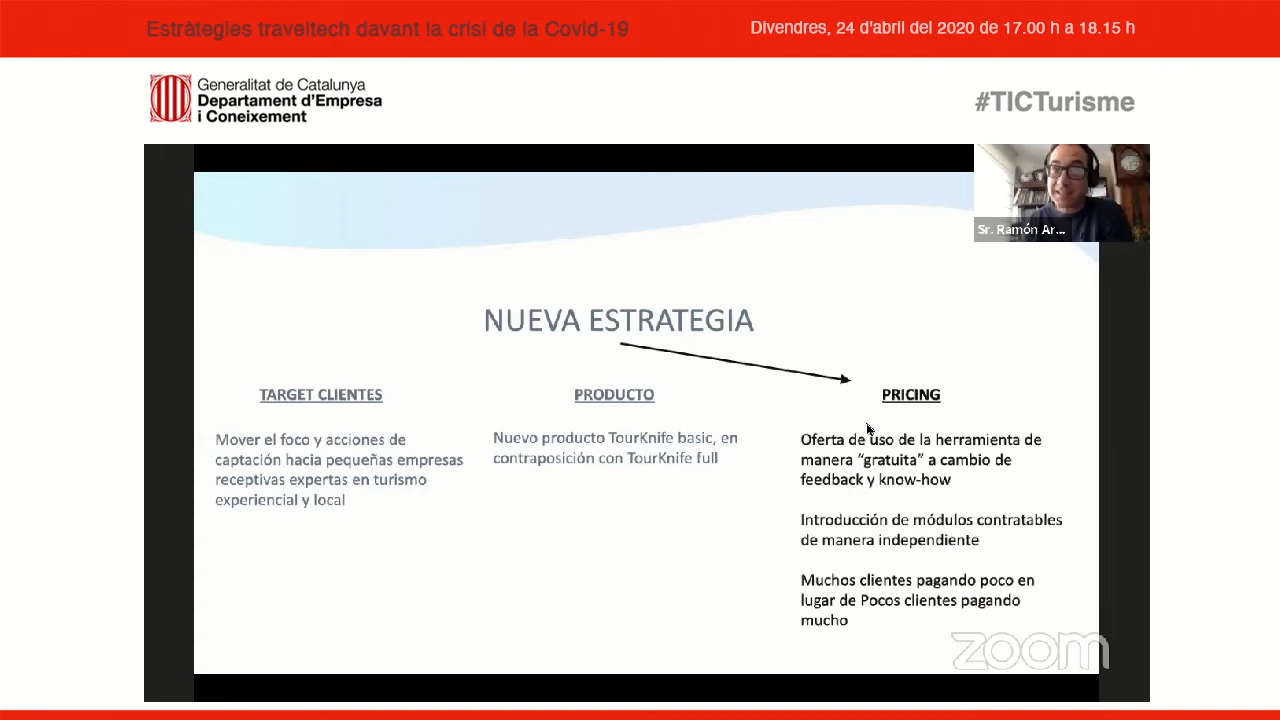 Estràtegies traveltech davant la crisi de la Covid-19
Divendres, 24 d'abril del 2020 de 17.00 h a 18.15 h
Generalitat de Catalunya
Departament d'Empresa
i Coneixement
#TICTurisme
Sr. Ramón Ar...
NUEVA ESTRATEGIA
TARGET CLIENTES
Mover el foco y acciones de
captación hacia pequeñas empresas
receptivas expertas en turismo
experiencial y local
PRODUCTO
Nuevo producto TourKnife basic, en
contraposición con TourKnife full
PRICING
Oferta de uso de la herramienta de
manera “gratuita” a cambio de
feedback y know-how
Introducción de módulos contratables
de manera independiente
Muchos clientes pagando poco en
lugar de Pocos clientes pagando
mucho
zoom